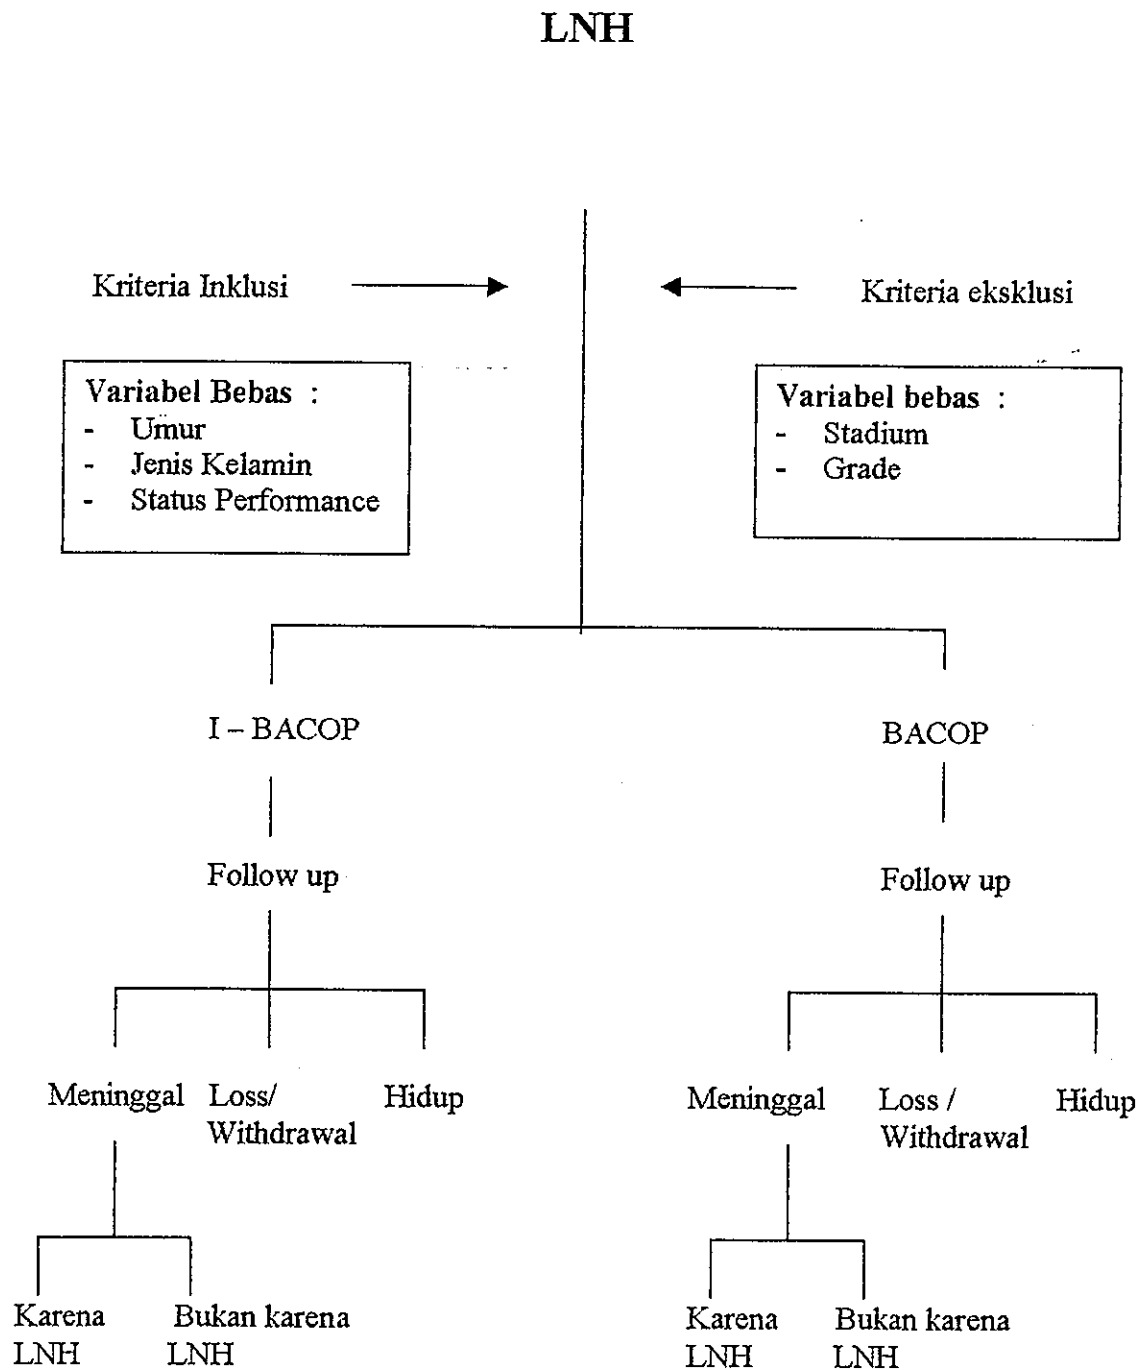 LNH
Kriteria Inklusi
Kriteria eksklusi
Variabel Bebas :
- Umur
- Jenis Kelamin
- Status Performance
Variabel bebas :
- Stadium
- Grade
I – BACOP
BACOP
Follow up
Follow up
Meninggal
Loss/
Withdrawal
Hidup
Meninggal
Loss /
Withdrawal
Hidup
Karena
LNH
Bukan karena
LNH
Karena
LNH
Bukan karena
LNH